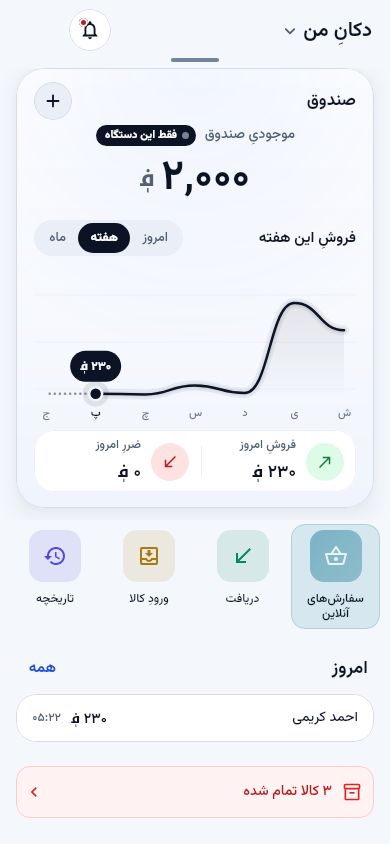 دکانِ من
صندوق
موجودیِ صندوق
فقط این دستگاه
۲٬۰۰۰ ؋
فروشِ این هفته
امروز
هفته
ماه
۲۳۰ ؋
ش ی د س چ پ ج
فروشِ امروز
۲۳۰ ؋
ضررِ امروز
۰ ؋
سفارش‌های آنلاین
دریافت
ورودِ کالا
تاریخچه
امروز
همه
احمد کریمی
۲۳۰ ؋
۰۵:۲۲
۳ کالا تمام شده